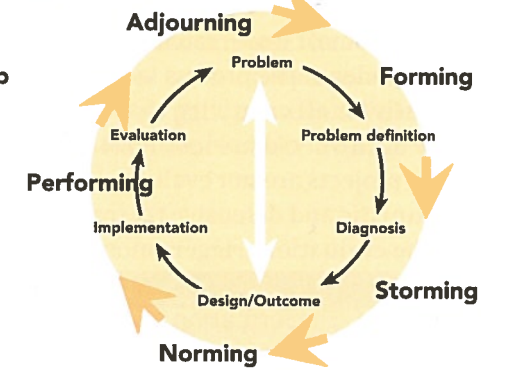 Adjourning
Problem
Forming
Evaluation
Problem definition
Performing
Implementation
Diagnosis
Design/Outcome
Storming
Norming